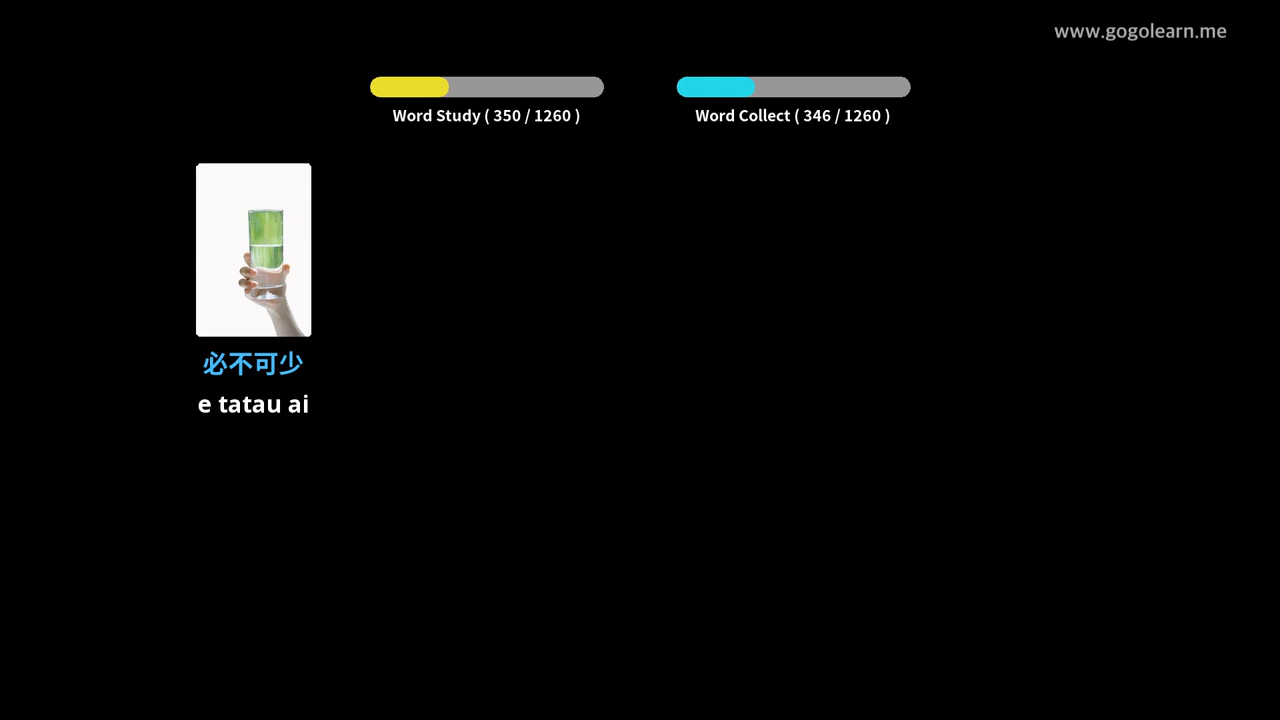 www.gogolearn.me
Word Study ( 350 / 1260 )
Word Collect ( 346 / 1260 )
必不可少
e tatau ai